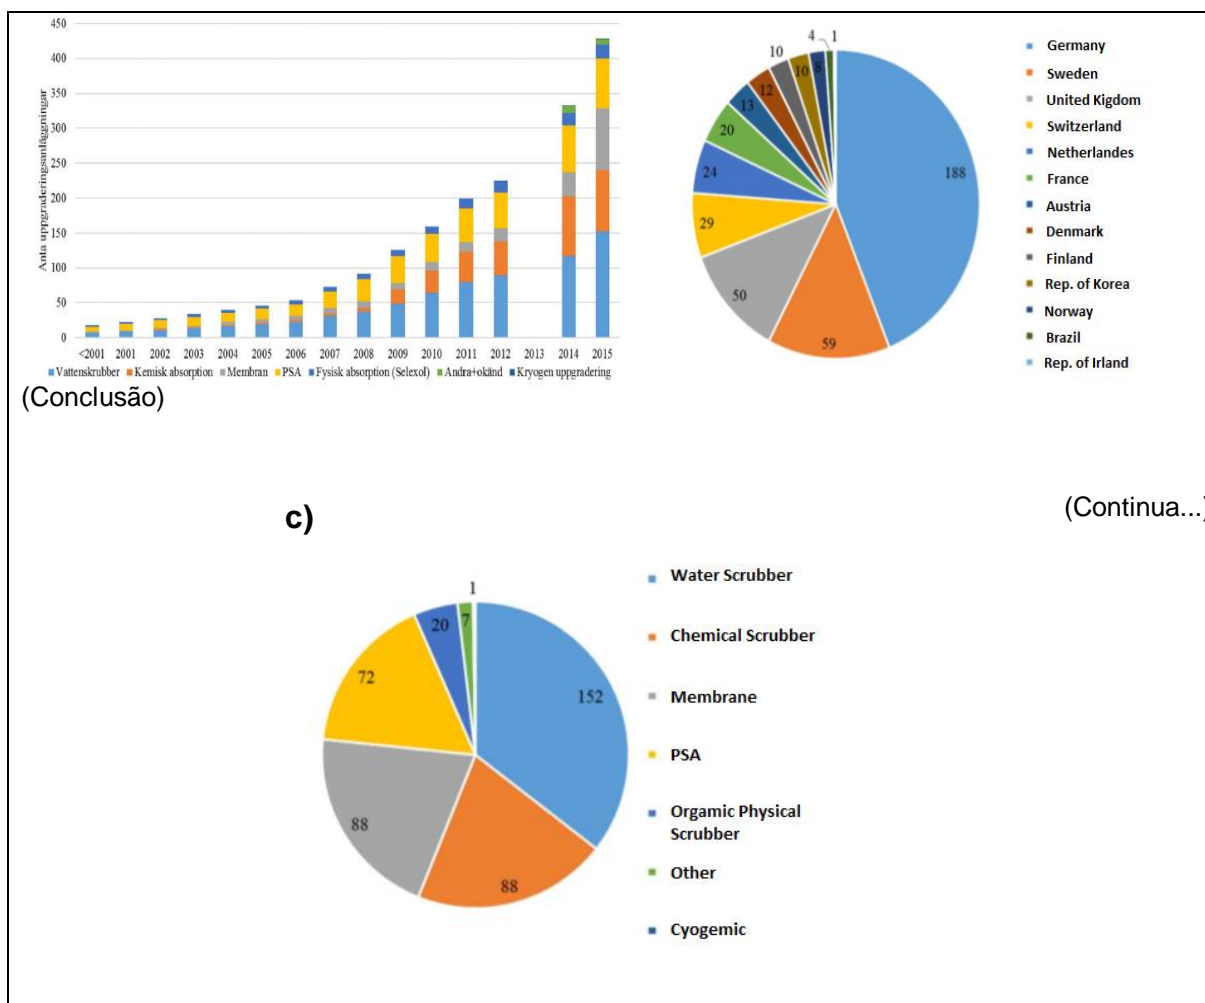 450
400
350
300
250
200
150
100
50
0
Anta uppgraderingsanläggningar
<2001 2001 2002 2003 2004 2005 2006 2007 2008 2009 2010 2011 2012 2013 2014 2015
Vattenskrubber Kemisk absorption Membran PSA Fysisk absorption (Selexol) Andra+okänd Kryogen uppgradering
188
59
50
29
24
20
13
12
10
10
8
4
1
Germany
Sweden
United Kigdom
Switzerland
Netherlandes
France
Austria
Denmark
Finland
Rep. of Korea
Norway
Brazil
Rep. of Irland
(Conclusão)
(Continua...)
c)
152
88
88
72
20
7
1
Water Scrubber
Chemical Scrubber
Membrane
PSA
Orgamic Physical
Scrubber
Other
Cyogemic